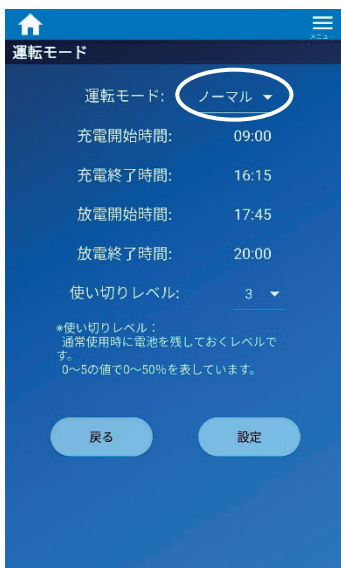 メニュー
運転モード
運転モード: ノーマル
充電開始時間: 09:00
充電終了時間: 16:15
放電開始時間: 17:45
放電終了時間: 20:00
使い切りレベル: 3
*使い切りレベル：
通常使用時に電池を残しておくレベルで
す。
0〜5の値で0〜50%を表しています。
戻る 設定